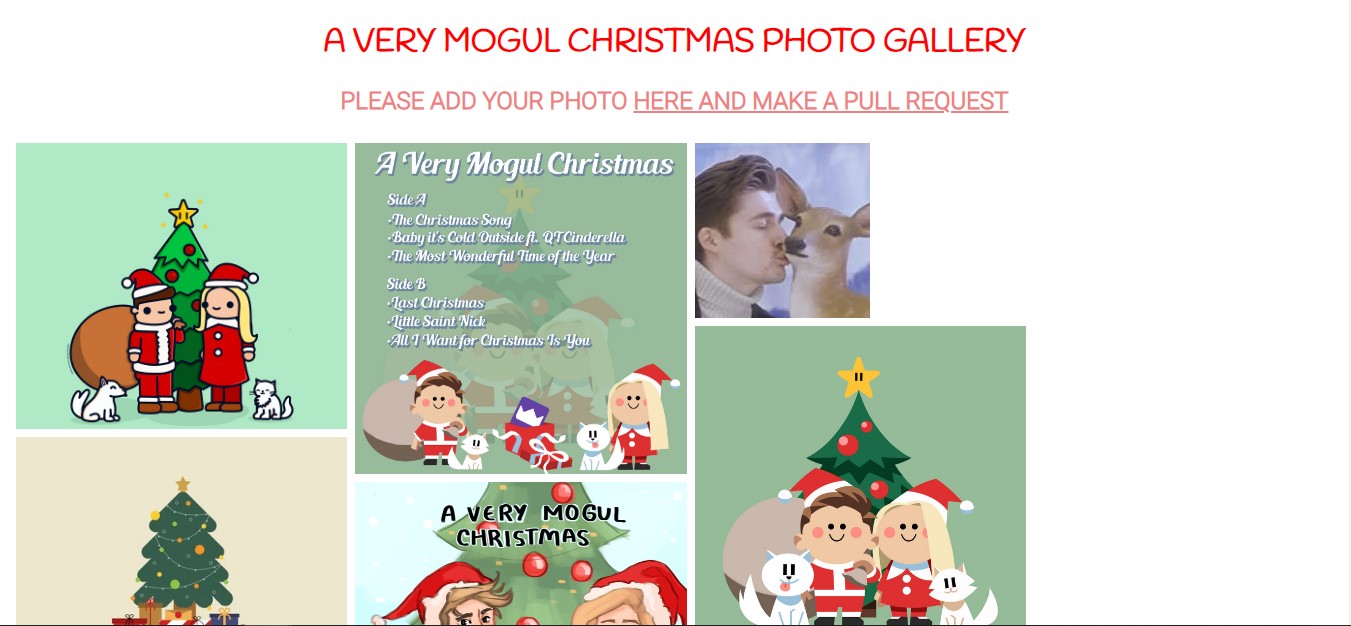 A VERY MOGUL CHRISTMAS PHOTO GALLERY
PLEASE ADD YOUR PHOTO HERE AND MAKE A PULL REQUEST
A Very Mogul Christmas
Side A
•The Christmas Song
•Baby it's Cold Outside ft. QTCinderella
•The Most Wonderful Time of the Year
Side B
•Last Christmas
•Little Saint Nick
•All I Want for Christmas Is You
A VERY MOGUL
CHRISTMAS